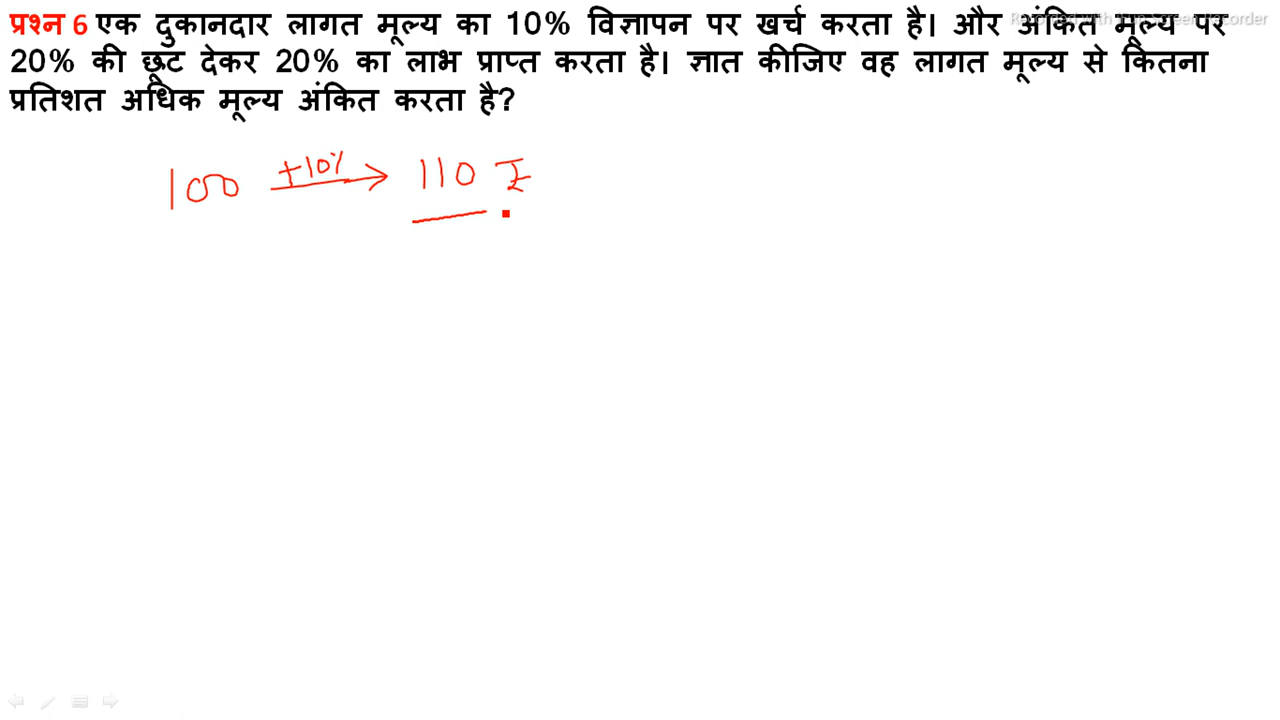 प्रश्न 6 एक दुकानदार लागत मूल्य का 10% विज्ञापन पर खर्च करता है। और अंकित मूल्य पर
20% की छूट देकर 20% का लाभ प्राप्त करता है। ज्ञात कीजिए वह लागत मूल्य से कितना
प्रतिशत अधिक मूल्य अंकित करता है?
100 +10% → 110 ₹